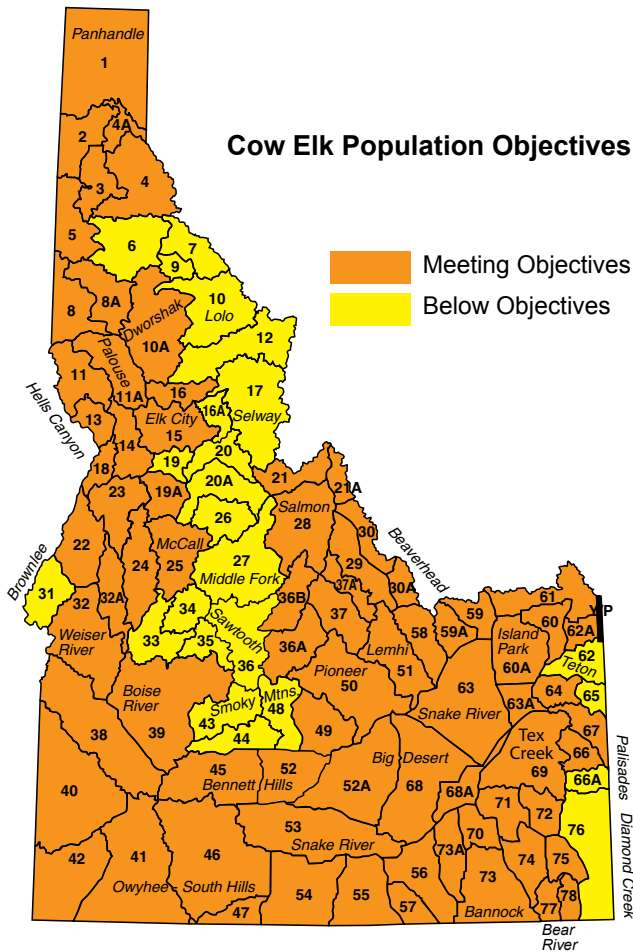 Panhandle
1
2
4A
3
4
Cow Elk Population Objectives
5
6
7
9
Meeting Objectives
Below Objectives
8
8A
Dworshak
10A
10
Lolo
12
11
Palouse
11A
16
17
Selway
16A
Elk City
15
13
Hells Canyon
14
18
19
20
20A
21
21A
23
19A
26
Salmon
28
30
Beaverhead
22
24
McCall
25
27
Middle Fork
29
37A
30A
Brownlee
31
32
32A
Weiser
River
34
33
35
Sawtooth
36
36B
36A
37
Lemhi
51
58
59A
59
61
60
Island
Park
60A
62A
YP
62
Teton
65
Boise
River
39
38
Smoky
Mtns
43
44
48
Pioneer
50
49
63
Snake River
63A
64
67
66
66A
Tex
Creek
69
Palisades
Diamond Creek
40
45
Bennett Hills
52
Big Desert
52A
68
68A
71
72
76
42
41
46
Owyhee - South Hills
47
53
Snake River
54
55
56
57
73A
70
73
Bannock
74
75
77
78
Bear
River